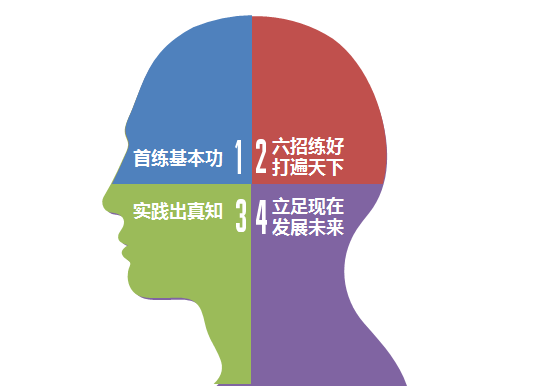 首练基本功 1
2 六招练好
打遍天下
实践出真知 3
4 立足现在
发展未来